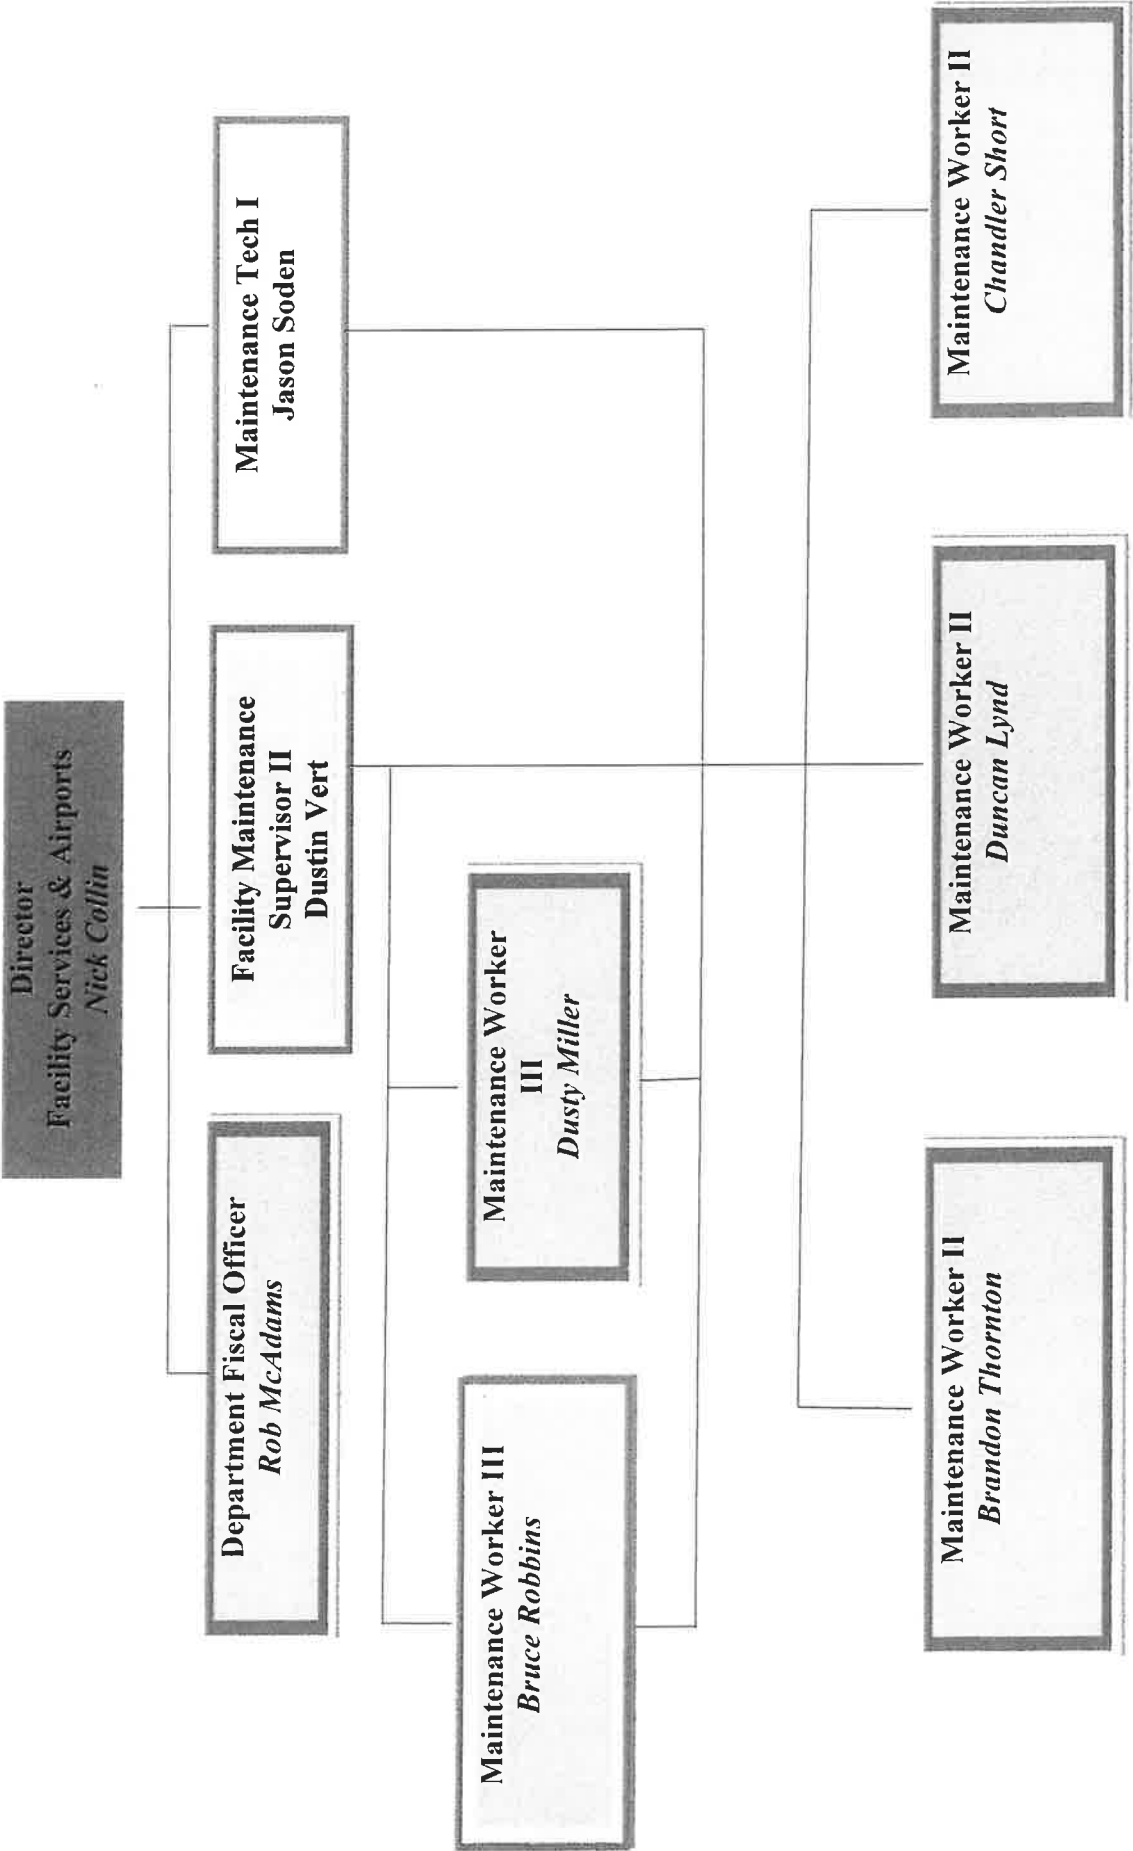 Director
Facility Services & Airports
Nick Collin
Department Fiscal Officer
Rob McAdams
Facility Maintenance
Supervisor II
Dustin Vert
Maintenance Tech I
Jason Soden
Maintenance Worker III
Bruce Robbins
Maintenance Worker
III
Dusty Miller
Maintenance Worker II
Brandon Thornton
Maintenance Worker II
Duncan Lynd
Maintenance Worker II
Chandler Short